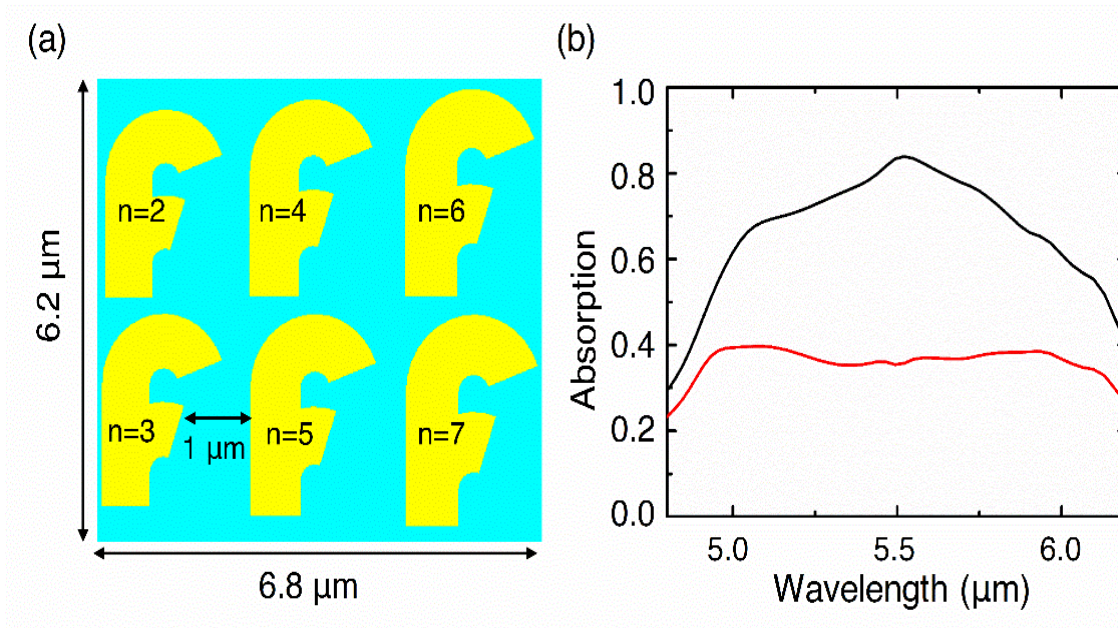 (a)
6.2 μm
n=2
n=4
n=6
n=3
1 μm
n=5
n=7
6.8 μm
(b)
Absorption
1.0
0.8
0.6
0.4
0.2
0.0
5.0
5.5
6.0
Wavelength (μm)